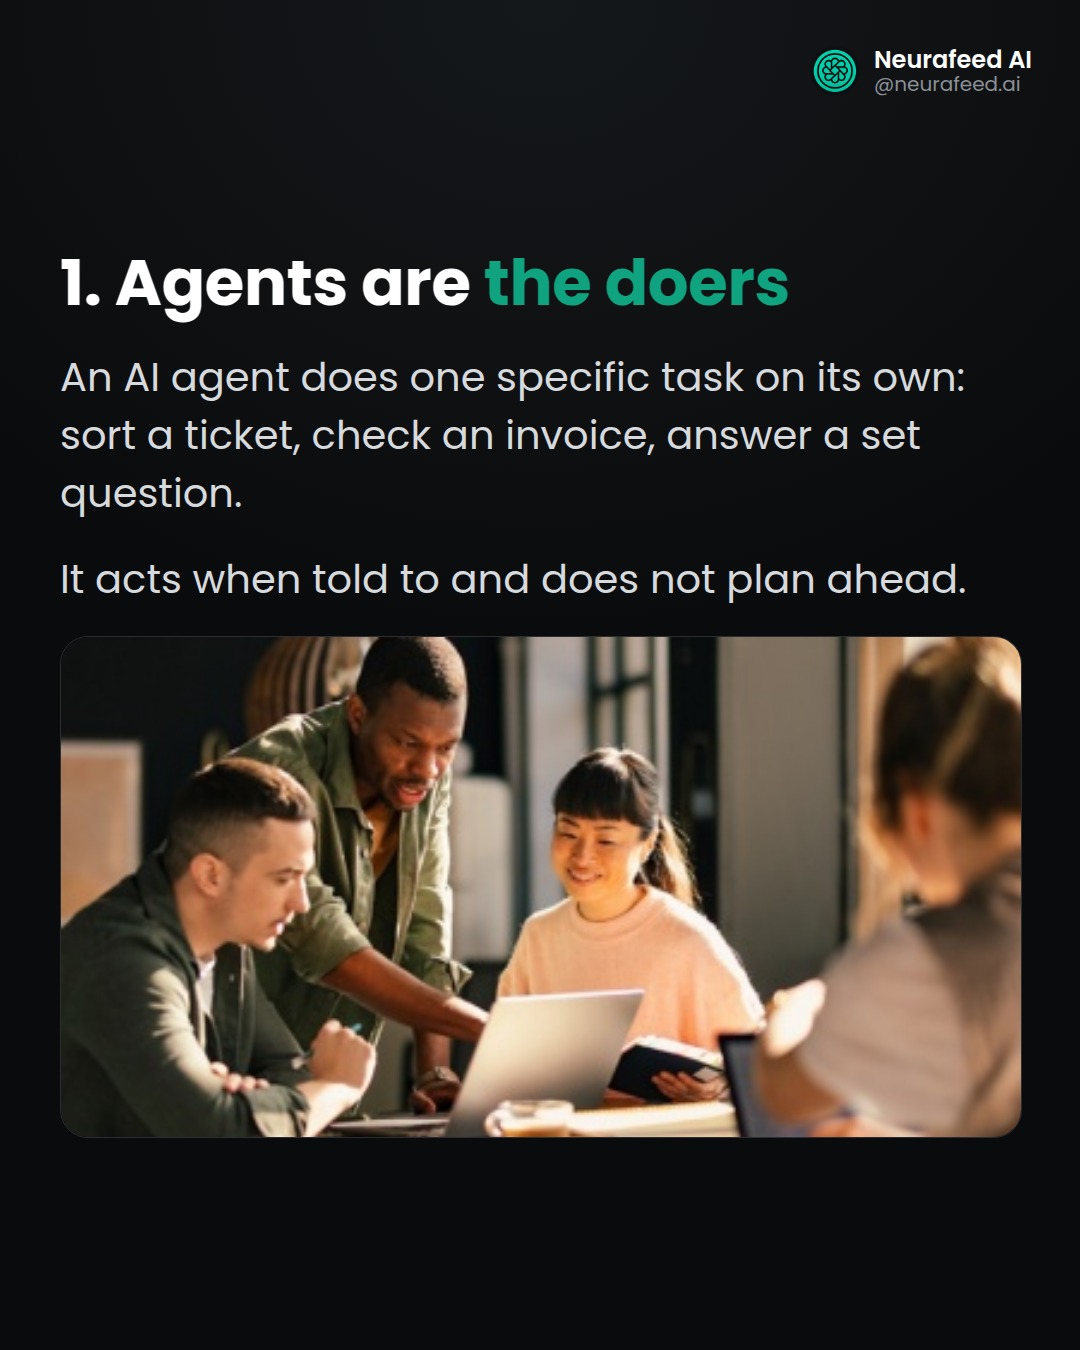 Neurafeed AI
@neurafeed.ai
1. Agents are the doers
An AI agent does one specific task on its own:
sort a ticket, check an invoice, answer a set
question.
It acts when told to and does not plan ahead.